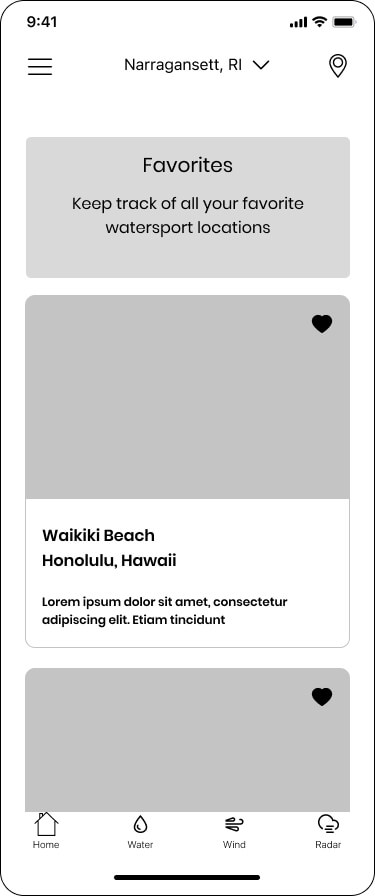 9:41
Narragansett, RI
Favorites
Keep track of all your favorite
watersport locations
Waikiki Beach
Honolulu, Hawaii
Lorem ipsum dolor sit amet, consectetur
adipiscing elit. Etiam tincidunt
Home Water Wind Radar